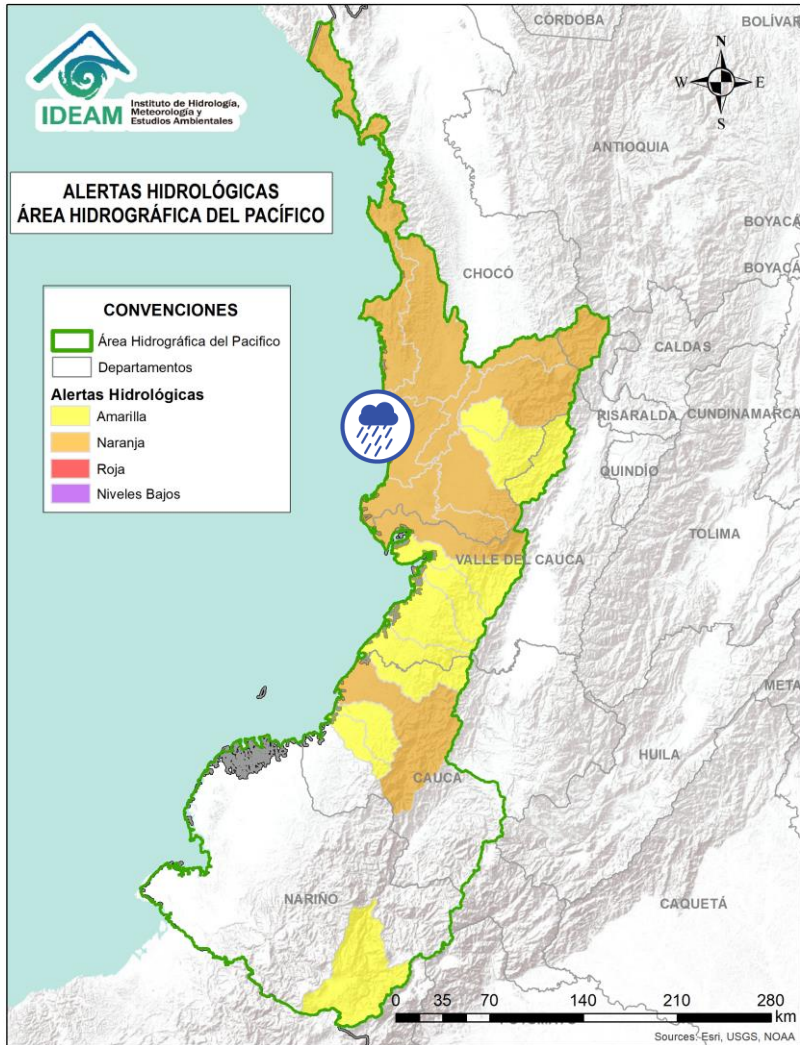 IDEAM
Instituto de Hidrología,
Meteorología y
Estudios Ambientales
CÓRDOBA
BOLÍVAR
N
W
E
S
ANTIOQUIA
ALERTAS HIDROLÓGICAS
ÁREA HIDROGRÁFICA DEL PACÍFICO
BOYACÁ
CHOCÓ
BOYACÁ
CONVENCIONES
Área Hidrográfica del Pacifico
Departamentos
Alertas Hidrológicas
Amarilla
Naranja
Roja
Niveles Bajos
CALDAS
RISARALDA
CUNDINAMARCA
QUINDÍO
TOLIMA
VALLE DEL CAUCA
META
HUILA
CAUCA
NARIÑO
CAQUETÁ
0 35 70 140 210 280
km
Sources: Esri, USGS, NOAA